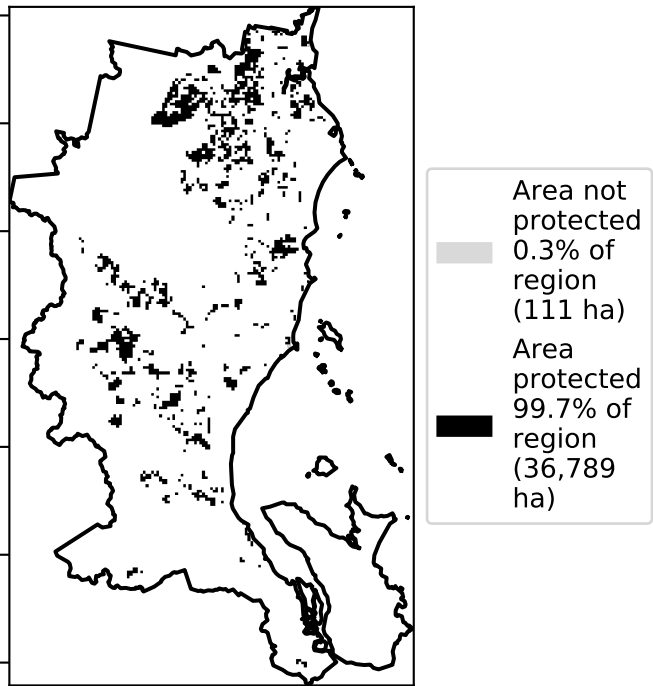 Area not
protected
0.3% of
region
(111 ha)
Area
protected
99.7% of
region
(36,789
ha)